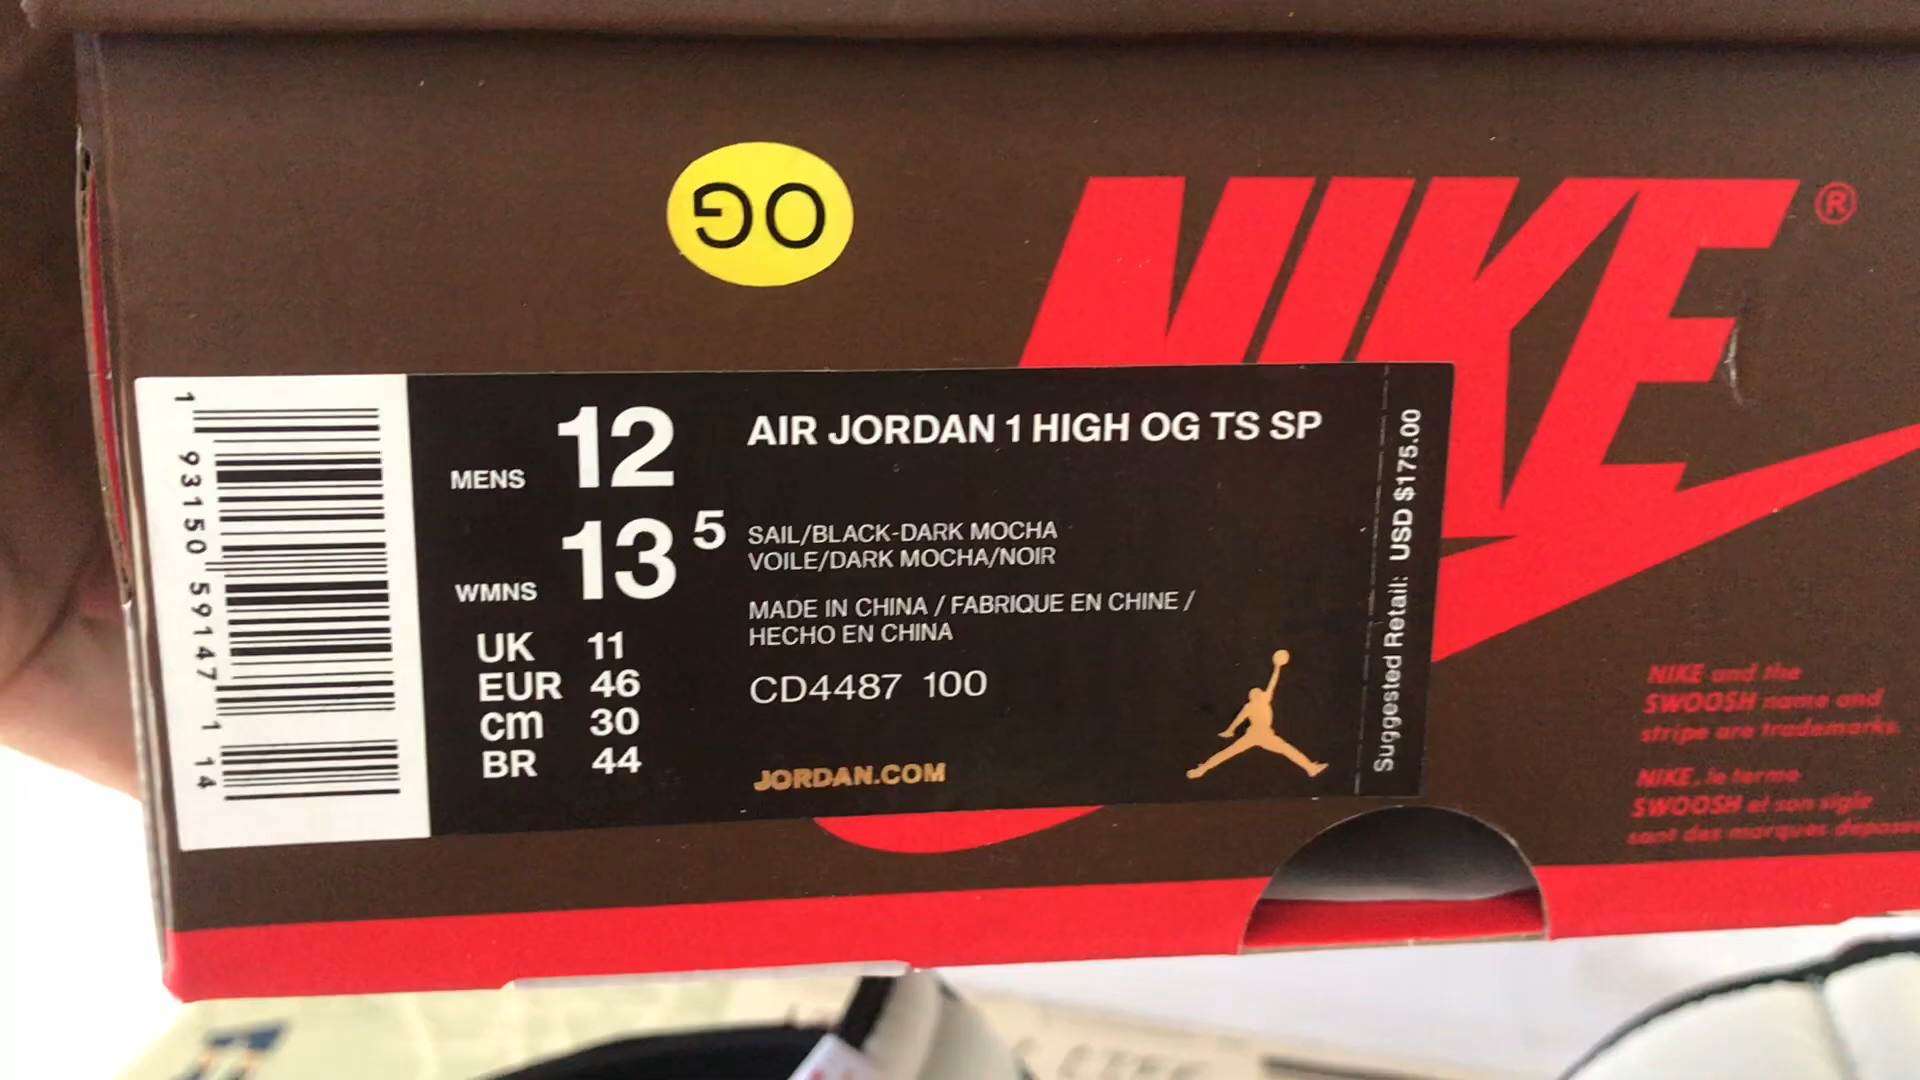 OG
NIKE®
1 93150 59147 1 14
MENS 12
WMNS 13 5
UK 11
EUR 46
cm 30
BR 44
AIR JORDAN 1 HIGH OG TS SP
SAIL/BLACK-DARK MOCHA
VOILE/DARK MOCHA/NOIR
MADE IN CHINA / FABRIQUE EN CHINE /
HECHO EN CHINA
CD4487 100
JORDAN.COM
Suggested Retail: USD $175.00
NIKE and the
SWOOSH name and
stripe are trademarks.
NIKE, le terme
SWOOSH et son sigle
sont des marques